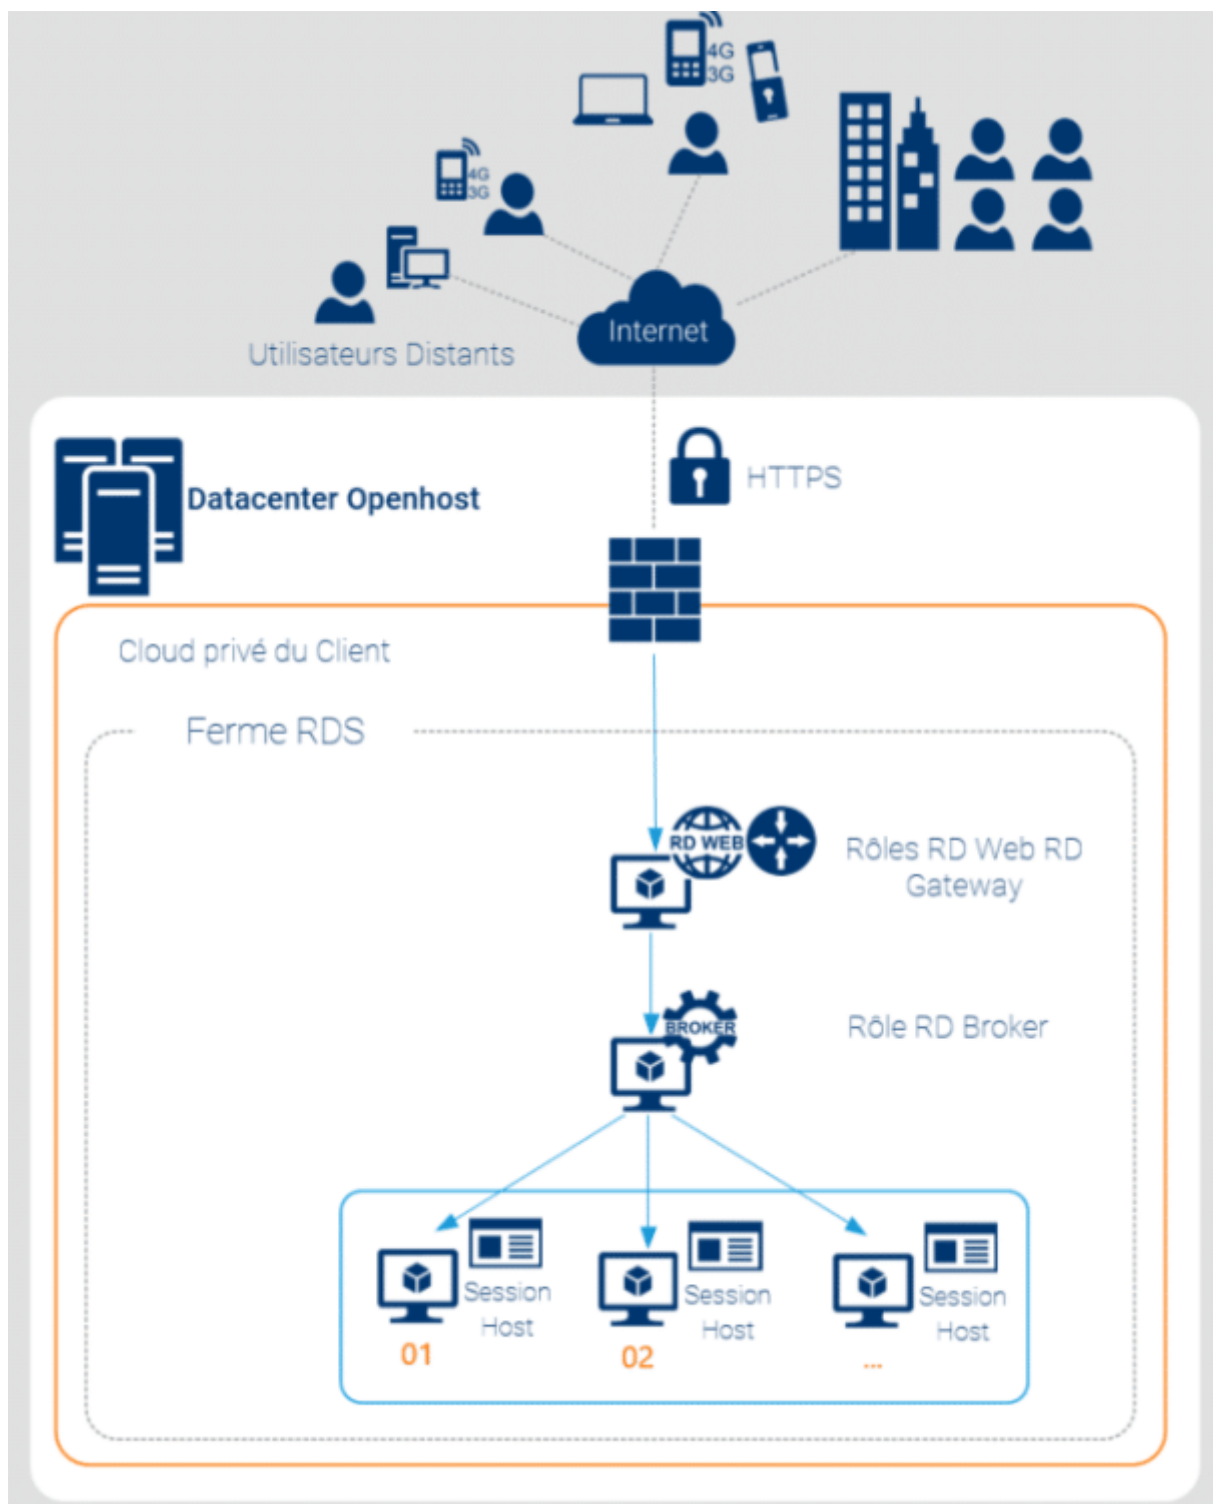 4G
3G
4G
3G
Internet
Utilisateurs Distants
HTTPS
Datacenter Openhost
Cloud privé du Client
Ferme RDS
RD WEB
Rôles RD Web RD
Gateway
BROKER
Rôle RD Broker
Session
Host
01
Session
Host
02
Session
Host
...